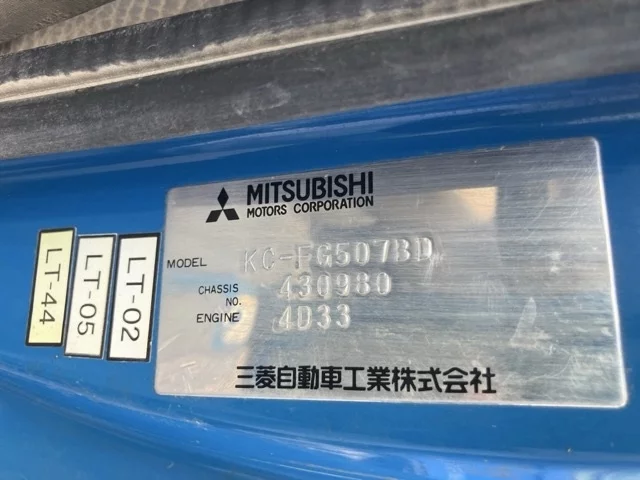 MITSUBISHI
MOTORS CORPORATION
MODEL KC-FG507BD
CHASSIS NO. 430980
ENGINE 4D33
三菱自動車工業株式会社
LT-44
LT-05
LT-02